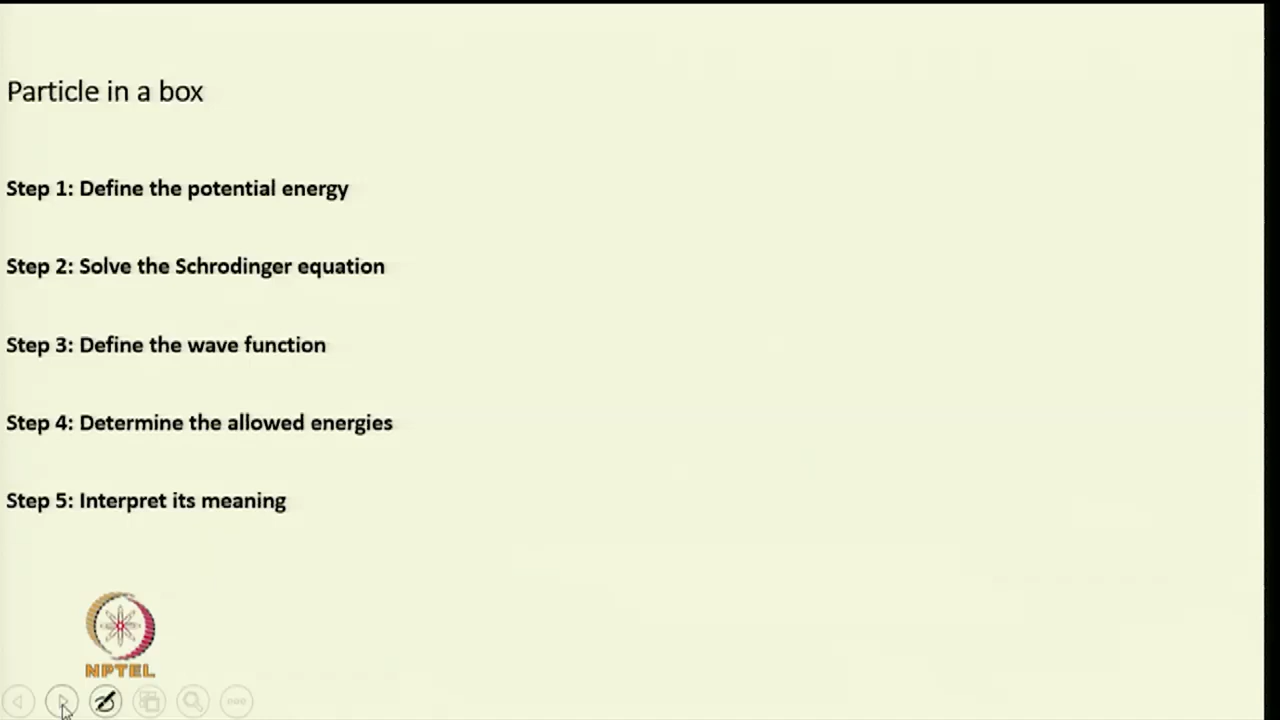 Particle in a box
Step 1: Define the potential energy
Step 2: Solve the Schrodinger equation
Step 3: Define the wave function
Step 4: Determine the allowed energies
Step 5: Interpret its meaning
NPTEL